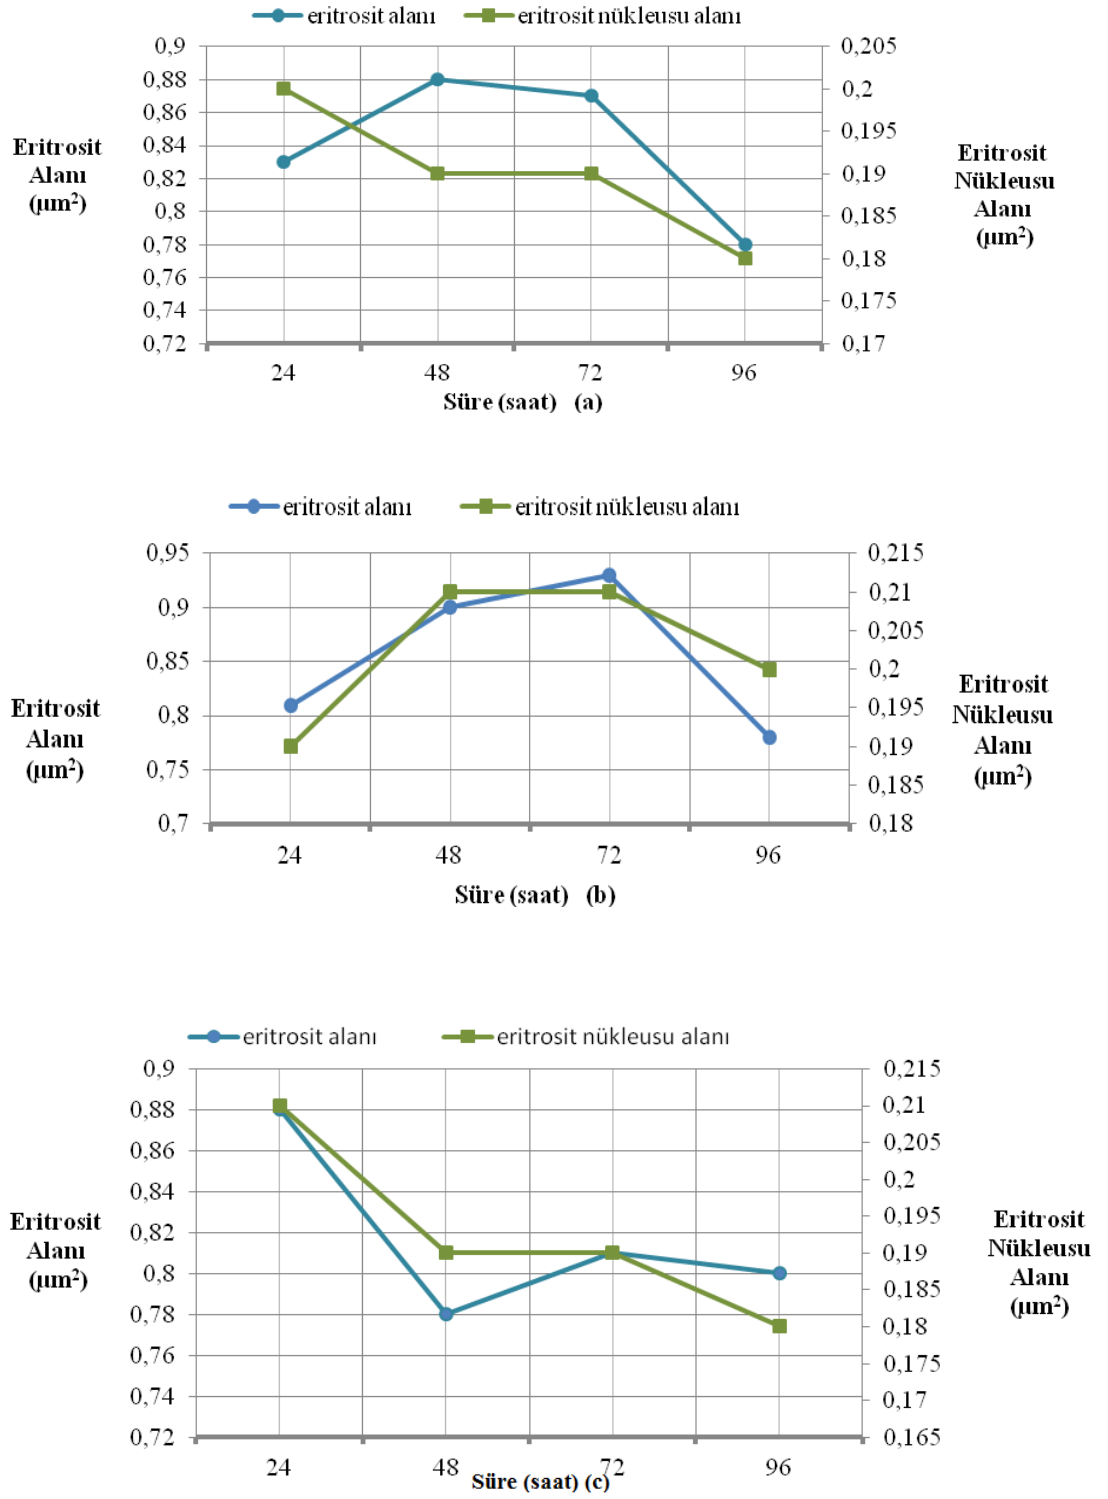 eritrosit alanı eritrosit nükleusu alanı
0,9
0,88
0,86
0,84
0,82
0,8
0,78
0,76
0,74
0,72
Eritrosit
Alanı
(µm²)
0,205
0,2
0,195
0,19
0,185
0,18
0,175
0,17
Eritrosit
Nükleusu
Alanı
(µm²)
24 48 72 96
Süre (saat) (a)
eritrosit alanı eritrosit nükleusu alanı
0,95
0,9
0,85
0,8
0,75
0,7
Eritrosit
Alanı
(µm²)
0,215
0,21
0,205
0,2
0,195
0,19
0,185
0,18
Eritrosit
Nükleusu
Alanı
(µm²)
24 48 72 96
Süre (saat) (b)
eritrosit alanı eritrosit nükleusu alanı
0,9
0,88
0,86
0,84
0,82
0,8
0,78
0,76
0,74
0,72
Eritrosit
Alanı
(µm²)
0,215
0,21
0,205
0,2
0,195
0,19
0,185
0,18
0,175
0,17
0,165
Eritrosit
Nükleusu
Alanı
(µm²)
24 48 72 96
Süre (saat) (c)